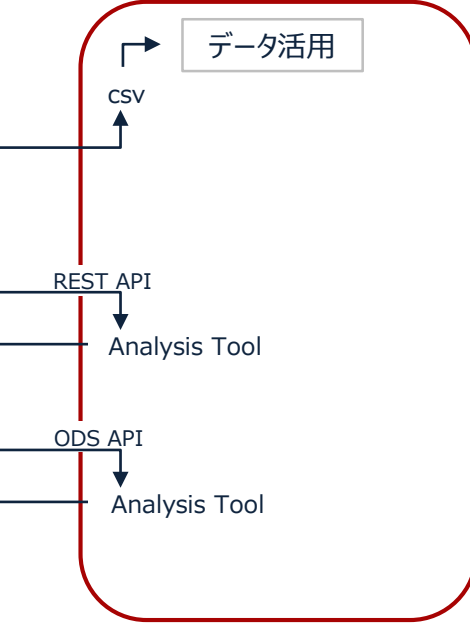 データ活用
csv
REST API
Analysis Tool
ODS API
Analysis Tool